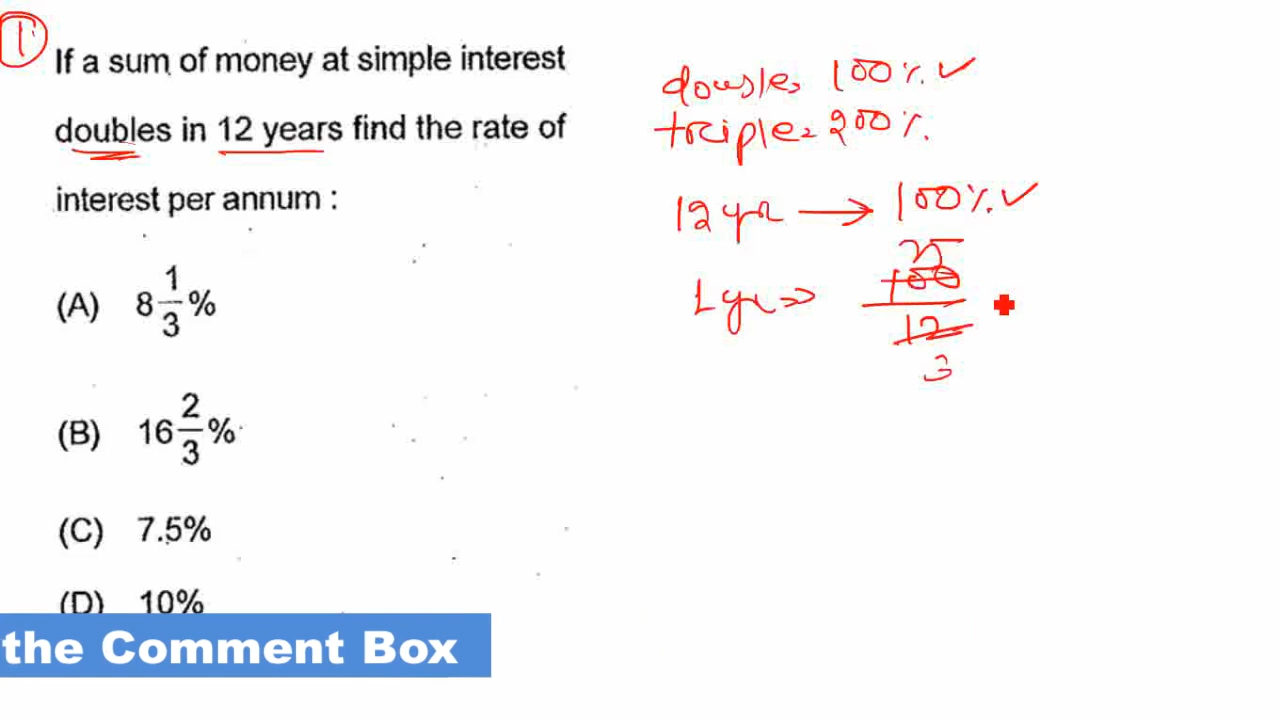 1
If a sum of money at simple interest
doubles in 12 years find the rate of
interest per annum :
(A) 8 1/3 %
(B) 16 2/3 %
(C) 7.5%
(D) 10%
the Comment Box
double = 100% ✓
triple = 200%
12 yr → 100% ✓
1 yr ⇒ 100/12
25
3